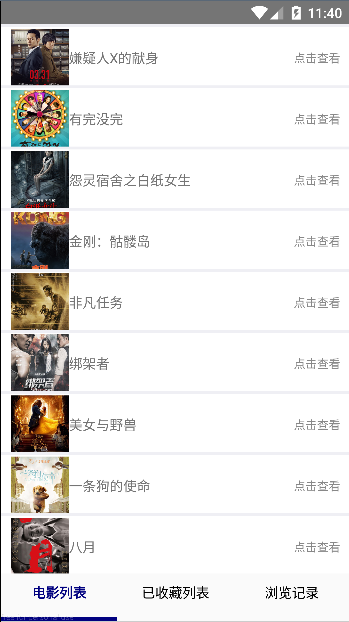 11:40
嫌疑人X的献身 点击查看
03.31
有完没完 点击查看
怨灵宿舍之白纸女生 点击查看
金刚：骷髅岛 点击查看
非凡任务 点击查看
绑架者 点击查看
美女与野兽 点击查看
一条狗的使命 点击查看
八月 点击查看
电影列表 已收藏列表 浏览记录